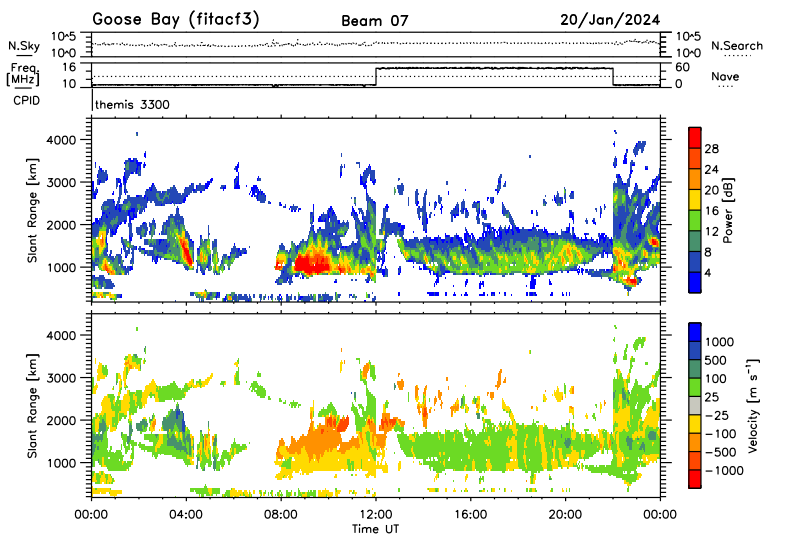 Goose Bay (fitacf3) Beam 07 20/Jan/2024
N.Sky 10^5 10^0 10^5 10^0 N.Search
Freq. [MHz] 16 10 60 0 Nave
CPID themis 3300
Slant Range [km] 4000 3000 2000 1000
Power [dB] 28 24 20 16 12 8 4
Slant Range [km] 4000 3000 2000 1000
Velocity [m s⁻¹] 1000 500 100 25 −25 −100 −500 −1000
00:00 04:00 08:00 12:00 16:00 20:00 00:00
Time UT